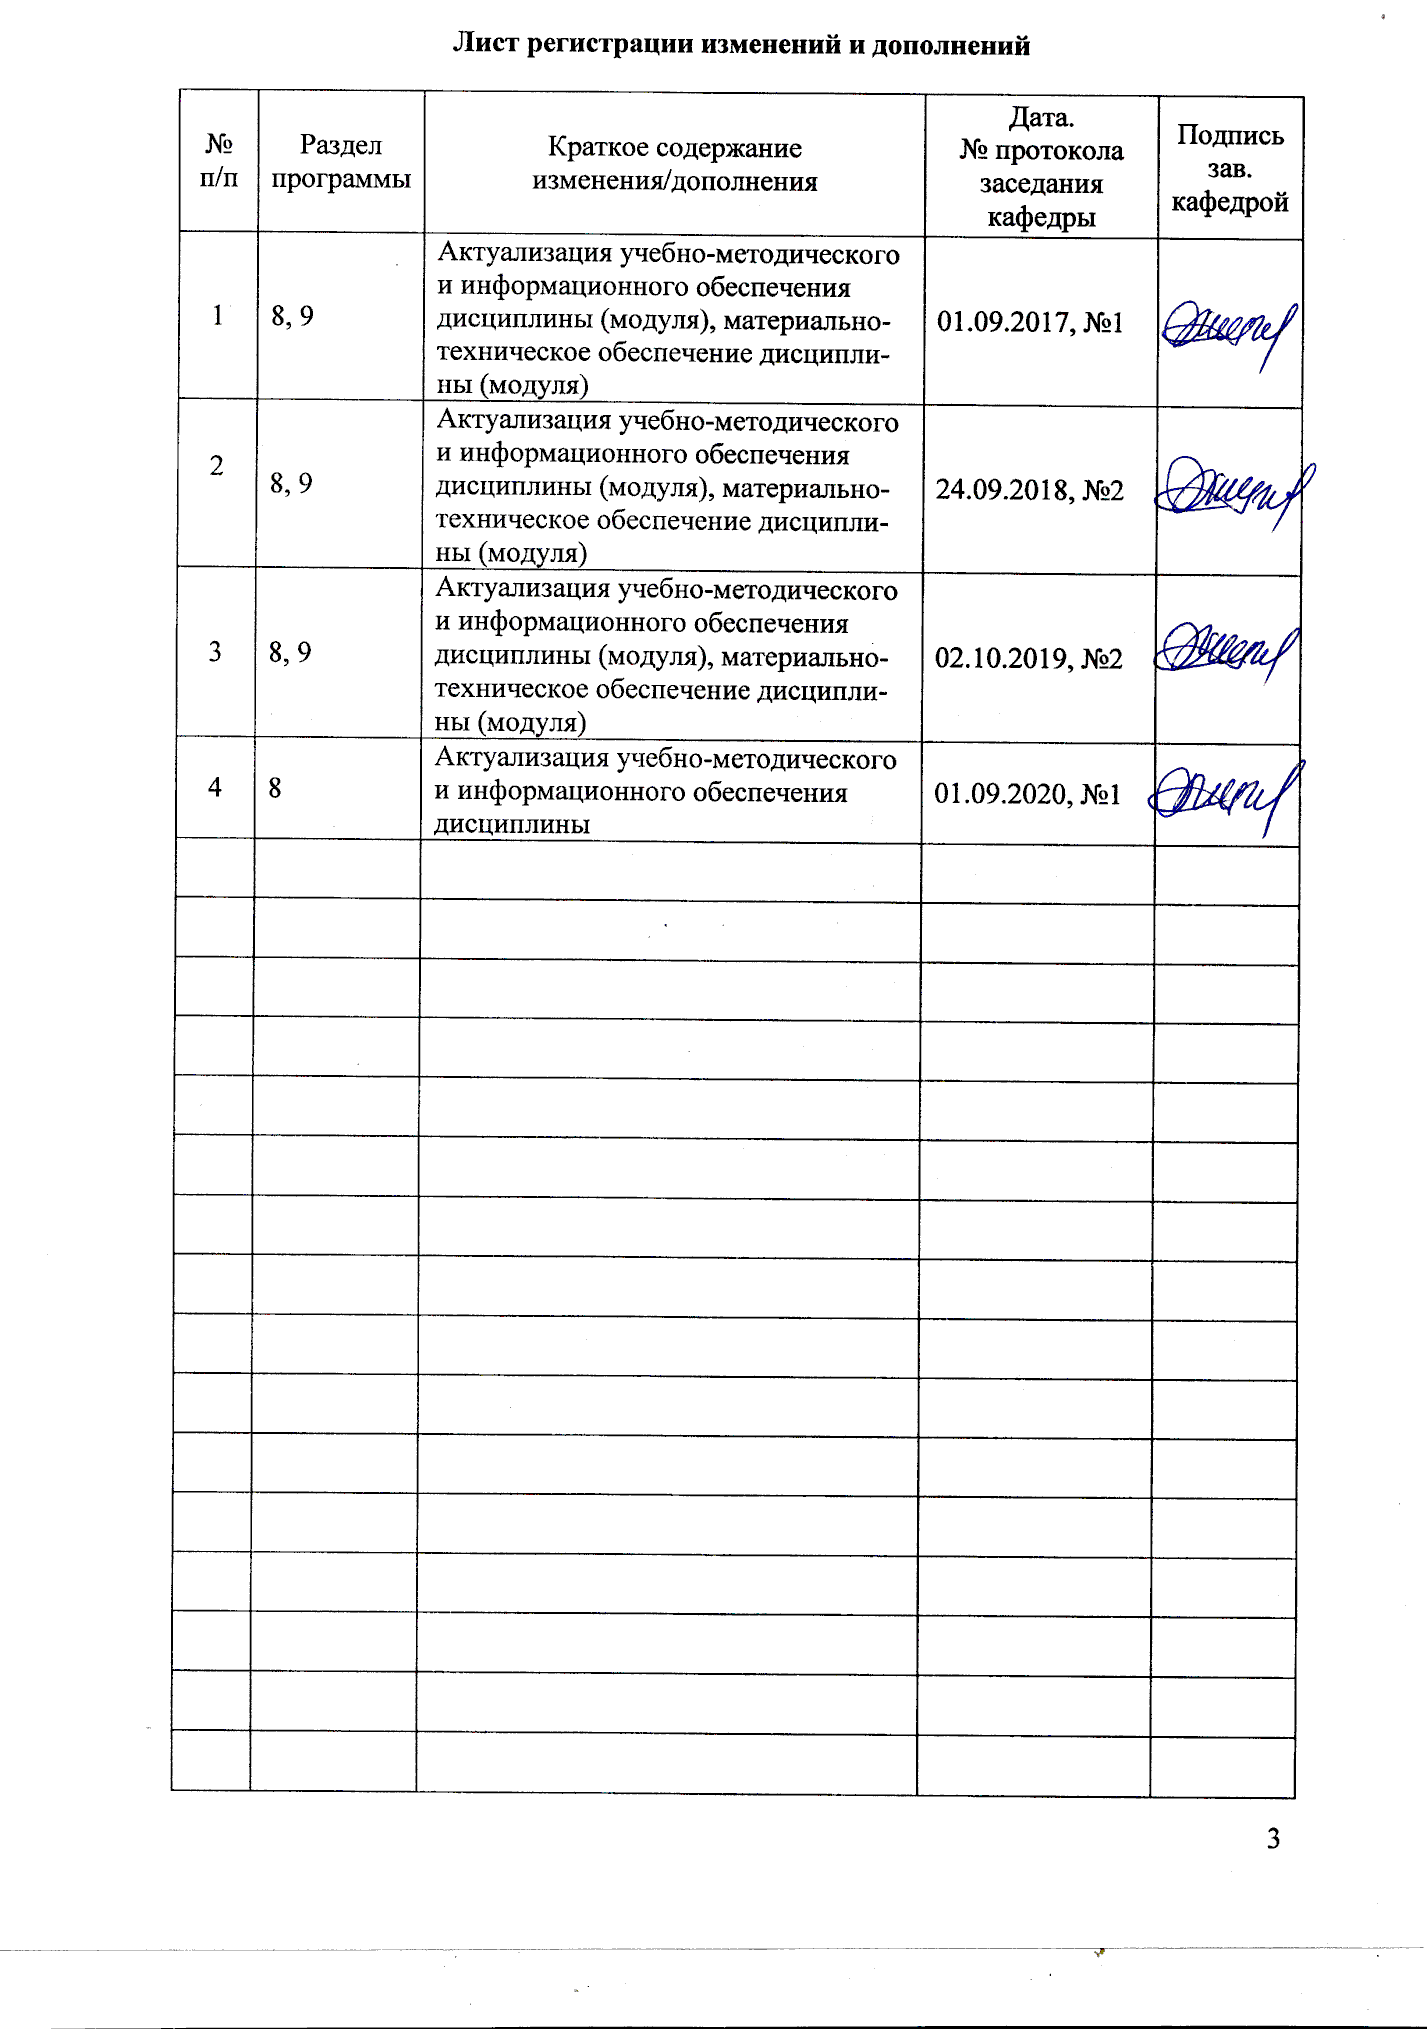 Лист регистрации изменений и дополнений
№
п/п
Раздел
программы
Краткое содержание
изменения/дополнения
Дата.
№ протокола
заседания
кафедры
Подпись
зав.
кафедрой
1
8, 9
Актуализация учебно-методического
и информационного обеспечения
дисциплины (модуля), материально-
техническое обеспечение дисципли-
ны (модуля)
01.09.2017, №1
2
8, 9
Актуализация учебно-методического
и информационного обеспечения
дисциплины (модуля), материально-
техническое обеспечение дисципли-
ны (модуля)
24.09.2018, №2
3
8, 9
Актуализация учебно-методического
и информационного обеспечения
дисциплины (модуля), материально-
техническое обеспечение дисципли-
ны (модуля)
02.10.2019, №2
4
8
Актуализация учебно-методического
и информационного обеспечения
дисциплины
01.09.2020, №1
3